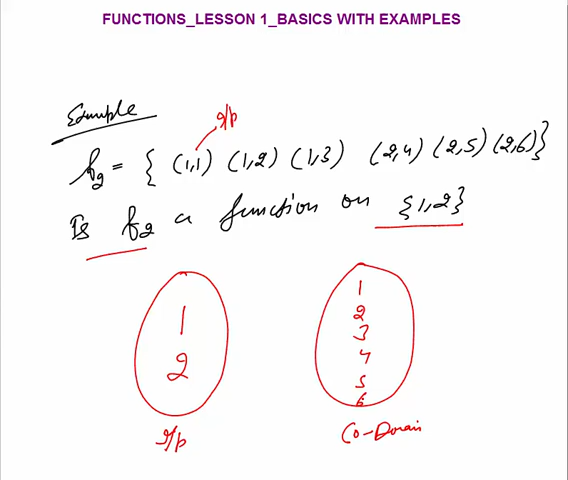 FUNCTIONS_LESSON 1_BASICS WITH EXAMPLES
Example
I/p
f2 = { (1,1) (1,2) (1,3) (2,4) (2,5) (2,6)}
Is f2 a function on {1,2}
1
2
1
2
3
4
5
6
I/p
Co-Domain